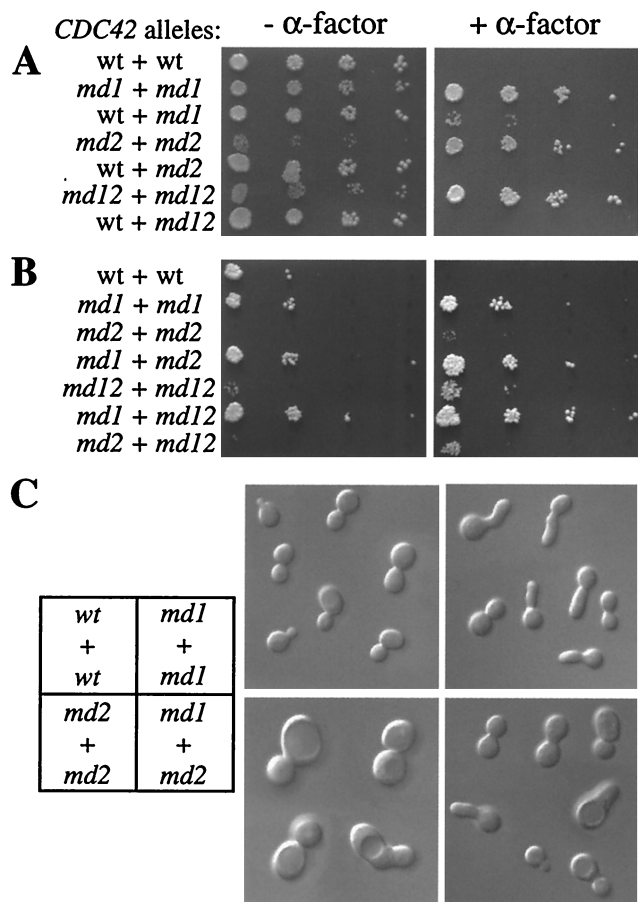 CDC42 alleles: - α-factor + α-factor
A
wt + wt
md1 + md1
wt + md1
md2 + md2
wt + md2
md12 + md12
wt + md12
B
wt + wt
md1 + md1
md2 + md2
md1 + md2
md12 + md12
md1 + md12
md2 + md12
C
wt md1
+ +
wt md1
md2 md1
+ +
md2 md2